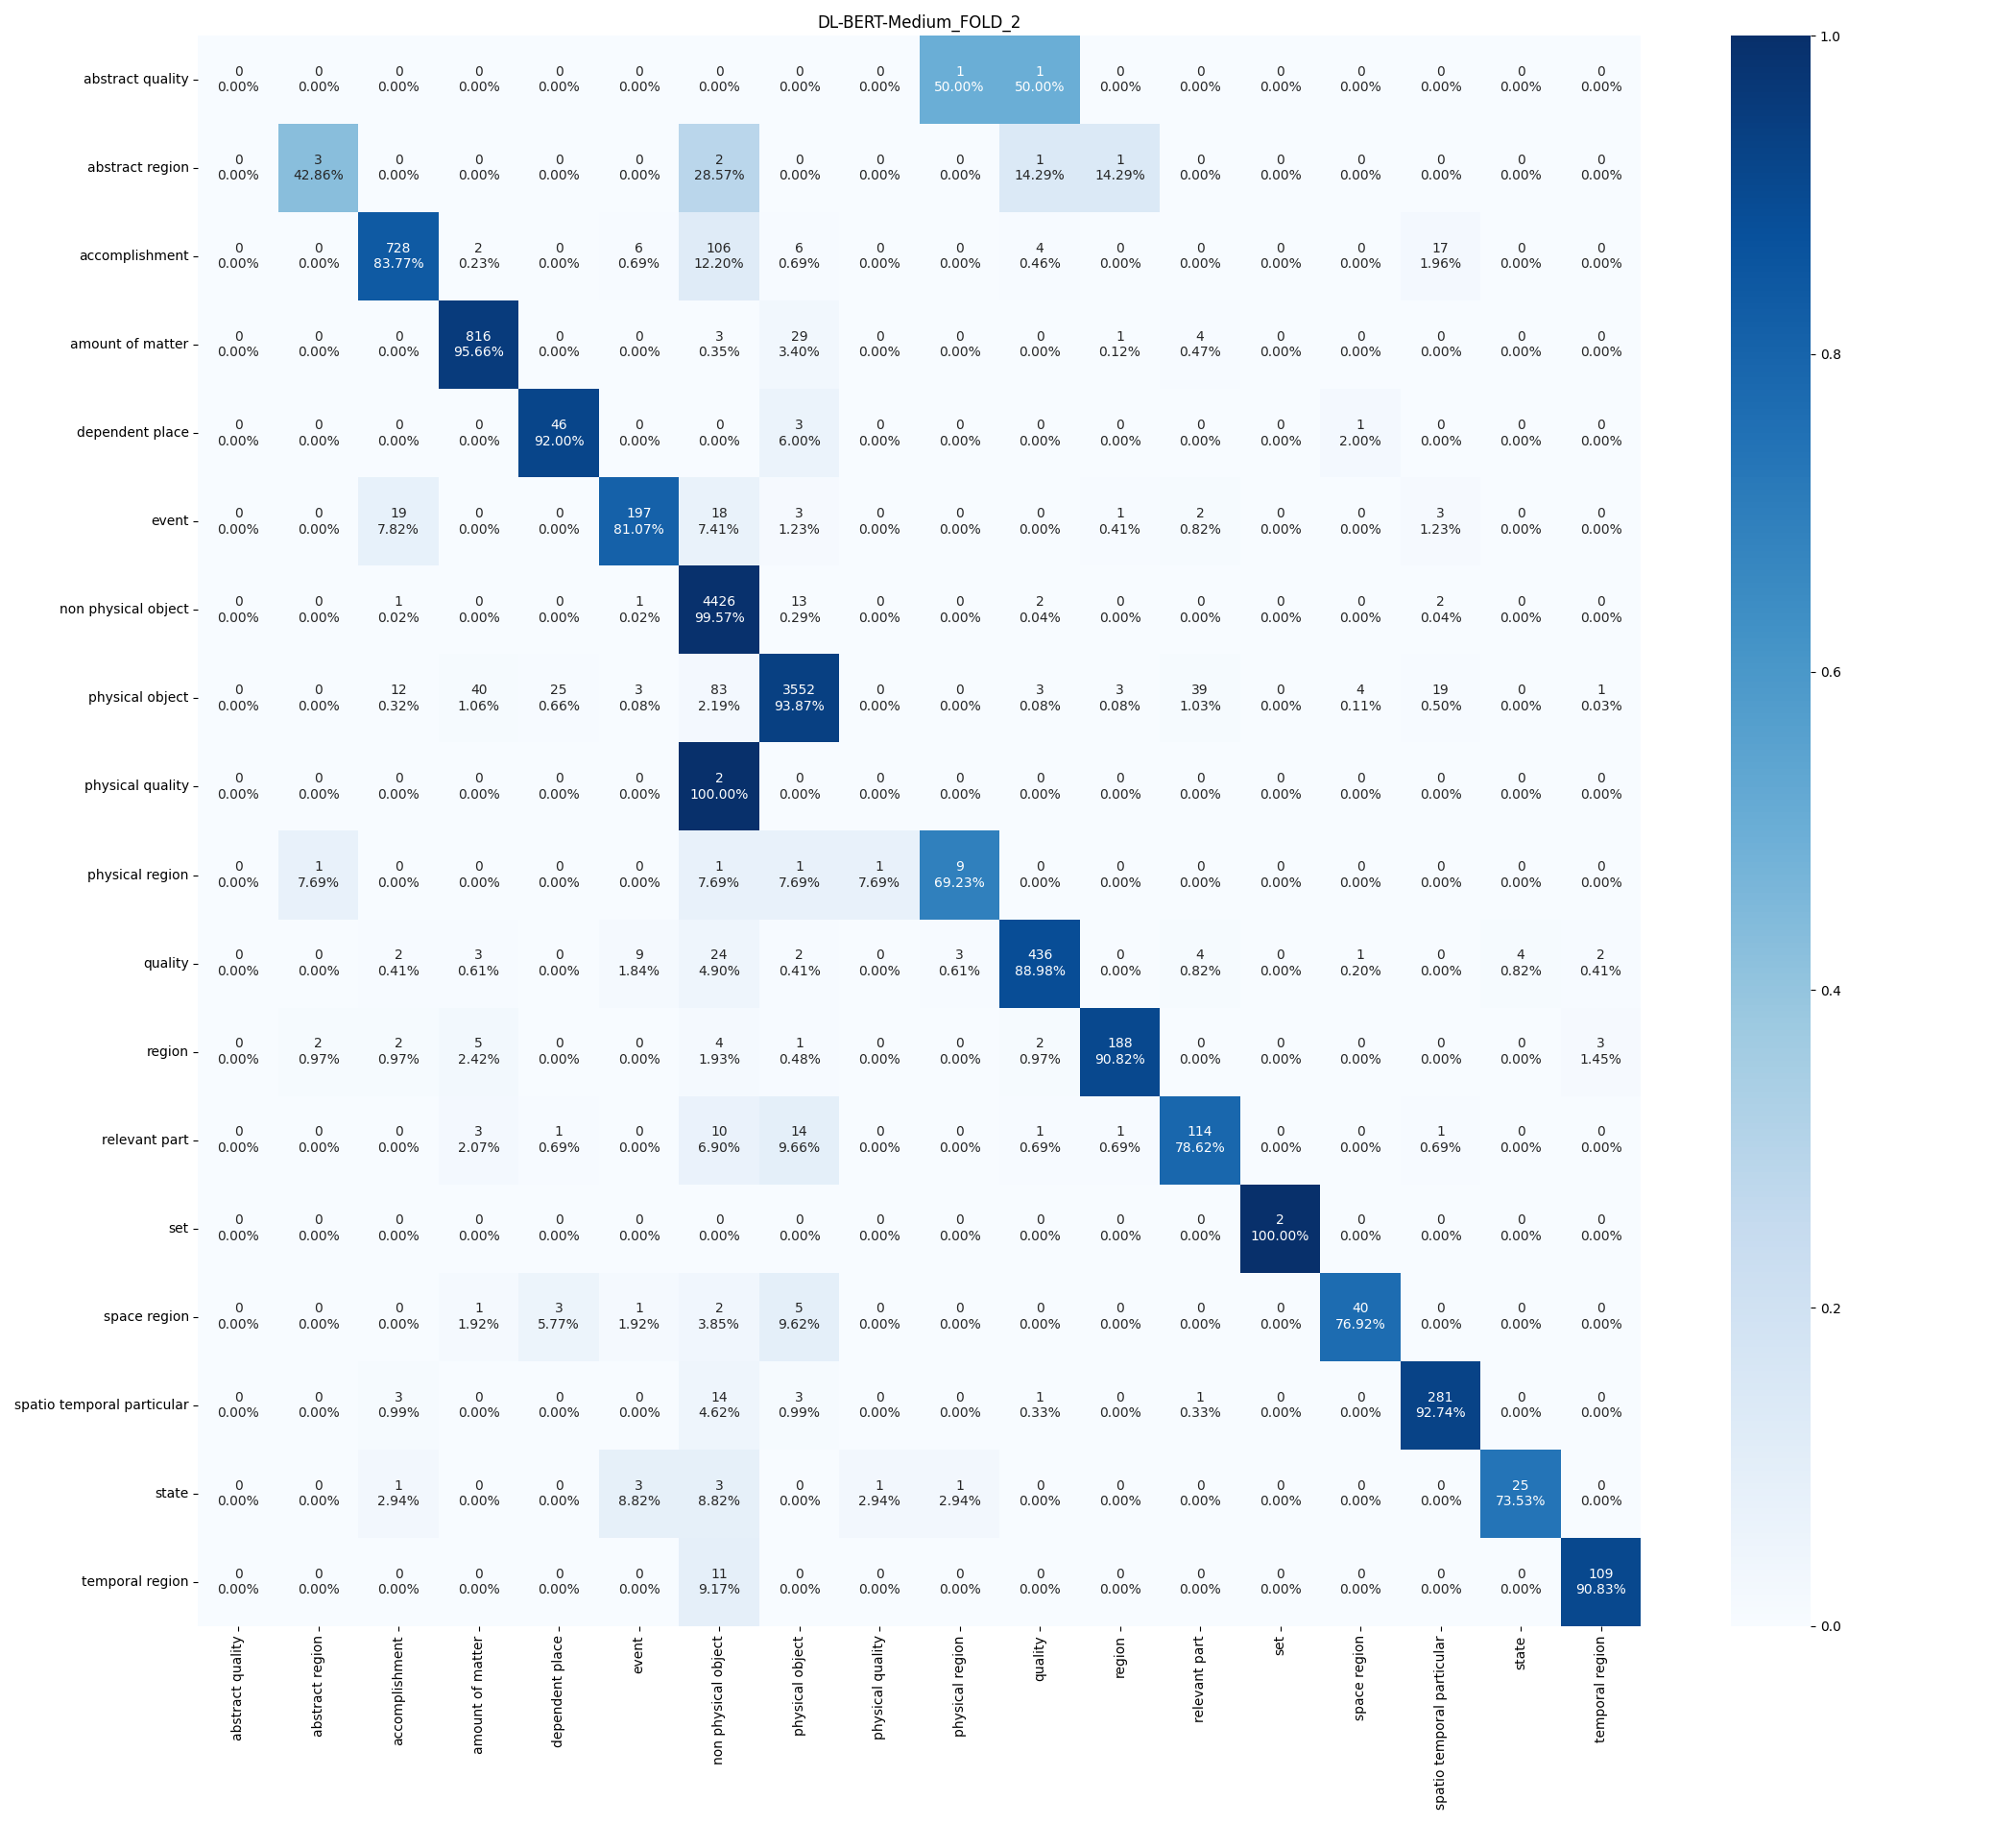 DL-BERT-Medium_FOLD_2
abstract quality 0 0 0 0 0 0 0 0 0 1 1 0 0 0 0 0 0 0 1.0
0.00% 0.00% 0.00% 0.00% 0.00% 0.00% 0.00% 0.00% 0.00% 50.00% 50.00% 0.00% 0.00% 0.00% 0.00% 0.00% 0.00% 0.00%
abstract region 0 3 0 0 0 0 2 0 0 0 1 1 0 0 0 0 0 0
0.00% 42.86% 0.00% 0.00% 0.00% 0.00% 28.57% 0.00% 0.00% 0.00% 14.29% 14.29% 0.00% 0.00% 0.00% 0.00% 0.00% 0.00%
accomplishment 0 0 728 2 0 6 106 6 0 0 4 0 0 0 0 17 0 0
0.00% 0.00% 83.77% 0.23% 0.00% 0.69% 12.20% 0.69% 0.00% 0.00% 0.46% 0.00% 0.00% 0.00% 0.00% 1.96% 0.00% 0.00%
amount of matter 0 0 0 816 0 0 3 29 0 0 0 1 4 0 0 0 0 0 0.8
0.00% 0.00% 0.00% 95.66% 0.00% 0.00% 0.35% 3.40% 0.00% 0.00% 0.00% 0.12% 0.47% 0.00% 0.00% 0.00% 0.00% 0.00%
dependent place 0 0 0 0 46 0 0 3 0 0 0 0 0 0 1 0 0 0
0.00% 0.00% 0.00% 0.00% 92.00% 0.00% 0.00% 6.00% 0.00% 0.00% 0.00% 0.00% 0.00% 0.00% 2.00% 0.00% 0.00% 0.00%
event 0 0 19 0 0 197 18 3 0 0 0 1 2 0 0 3 0 0
0.00% 0.00% 7.82% 0.00% 0.00% 81.07% 7.41% 1.23% 0.00% 0.00% 0.00% 0.41% 0.82% 0.00% 0.00% 1.23% 0.00% 0.00%
non physical object 0 0 1 0 0 1 4426 13 0 0 2 0 0 0 0 2 0 0
0.00% 0.00% 0.02% 0.00% 0.00% 0.02% 99.57% 0.29% 0.00% 0.00% 0.04% 0.00% 0.00% 0.00% 0.00% 0.04% 0.00% 0.00%
physical object 0 0 12 40 25 3 83 3552 0 0 3 3 39 0 4 19 0 1 0.6
0.00% 0.00% 0.32% 1.06% 0.66% 0.08% 2.19% 93.87% 0.00% 0.00% 0.08% 0.08% 1.03% 0.00% 0.11% 0.50% 0.00% 0.03%
physical quality 0 0 0 0 0 0 2 0 0 0 0 0 0 0 0 0 0 0
0.00% 0.00% 0.00% 0.00% 0.00% 0.00% 100.00% 0.00% 0.00% 0.00% 0.00% 0.00% 0.00% 0.00% 0.00% 0.00% 0.00% 0.00%
physical region 0 1 0 0 0 0 1 1 1 9 0 0 0 0 0 0 0 0
0.00% 7.69% 0.00% 0.00% 0.00% 0.00% 7.69% 7.69% 7.69% 69.23% 0.00% 0.00% 0.00% 0.00% 0.00% 0.00% 0.00% 0.00%
quality 0 0 2 3 0 9 24 2 0 3 436 0 4 0 1 0 4 2 0.4
0.00% 0.00% 0.41% 0.61% 0.00% 1.84% 4.90% 0.41% 0.00% 0.61% 88.98% 0.00% 0.82% 0.00% 0.20% 0.00% 0.82% 0.41%
region 0 2 2 5 0 0 4 1 0 0 2 188 0 0 0 0 0 3
0.00% 0.97% 0.97% 2.42% 0.00% 0.00% 1.93% 0.48% 0.00% 0.00% 0.97% 90.82% 0.00% 0.00% 0.00% 0.00% 0.00% 1.45%
relevant part 0 0 0 3 1 0 10 14 0 0 1 1 114 0 0 1 0 0
0.00% 0.00% 0.00% 2.07% 0.69% 0.00% 6.90% 9.66% 0.00% 0.00% 0.69% 0.69% 78.62% 0.00% 0.00% 0.69% 0.00% 0.00%
set 0 0 0 0 0 0 0 0 0 0 0 0 0 2 0 0 0 0
0.00% 0.00% 0.00% 0.00% 0.00% 0.00% 0.00% 0.00% 0.00% 0.00% 0.00% 0.00% 0.00% 100.00% 0.00% 0.00% 0.00% 0.00%
space region 0 0 0 1 3 1 2 5 0 0 0 0 0 0 40 0 0 0 0.2
0.00% 0.00% 0.00% 1.92% 5.77% 1.92% 3.85% 9.62% 0.00% 0.00% 0.00% 0.00% 0.00% 0.00% 76.92% 0.00% 0.00% 0.00%
spatio temporal particular 0 0 3 0 0 0 14 3 0 0 1 0 1 0 0 281 0 0
0.00% 0.00% 0.99% 0.00% 0.00% 0.00% 4.62% 0.99% 0.00% 0.00% 0.33% 0.00% 0.33% 0.00% 0.00% 92.74% 0.00% 0.00%
state 0 0 1 0 0 3 3 0 1 1 0 0 0 0 0 0 25 0
0.00% 0.00% 2.94% 0.00% 0.00% 8.82% 8.82% 0.00% 2.94% 2.94% 0.00% 0.00% 0.00% 0.00% 0.00% 0.00% 73.53% 0.00%
temporal region 0 0 0 0 0 0 11 0 0 0 0 0 0 0 0 0 0 109
0.00% 0.00% 0.00% 0.00% 0.00% 0.00% 9.17% 0.00% 0.00% 0.00% 0.00% 0.00% 0.00% 0.00% 0.00% 0.00% 0.00% 90.83%
0.0
abstract quality
abstract region
accomplishment
amount of matter
dependent place
event
non physical object
physical object
physical quality
physical region
quality
region
relevant part
set
space region
spatio temporal particular
state
temporal region